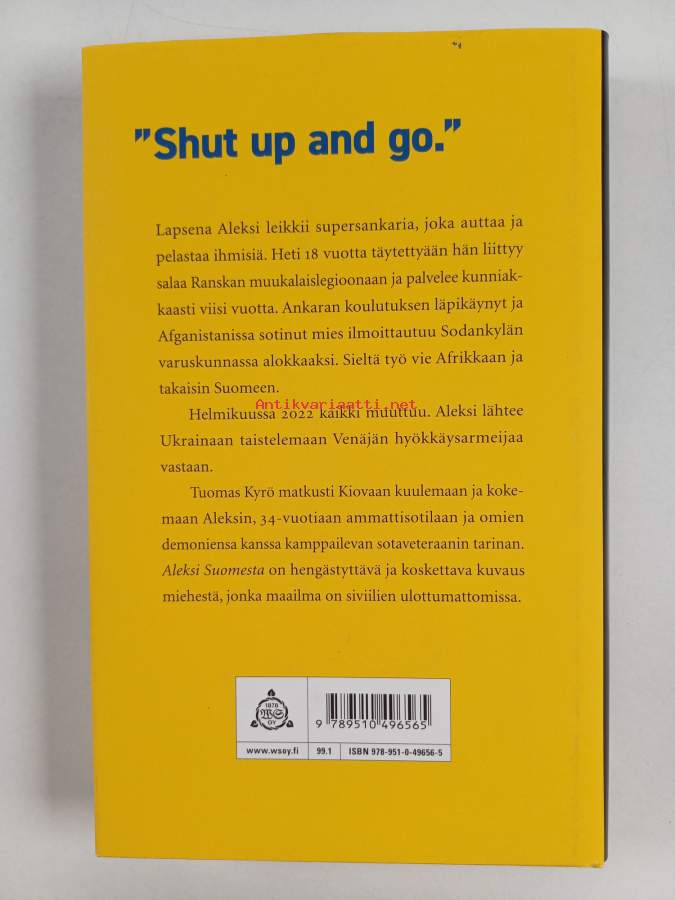 "Shut up and go."
Lapsena Aleksi leikkii supersankaria, joka auttaa ja
pelastaa ihmisiä. Heti 18 vuotta täytettyään hän liittyy
salaa Ranskan muukalaislegioonaan ja palvelee kunniak-
kaasti viisi vuotta. Ankaran koulutuksen läpikäynyt ja
Afganistanissa sotinut mies ilmoittautuu Sodankylän
varuskunnassa alokkaaksi. Sieltä työ vie Afrikkaan ja
takaisin Suomeen.
Antikvariaatti.net
Helmikuussa 2022 kaikki muuttuu. Aleksi lähtee
Ukrainaan taistelemaan Venäjän hyökkäysarmeijaa
vastaan.
Tuomas Kyrö matkusti Kiovaan kuulemaan ja koke-
maan Aleksin, 34-vuotiaan ammattisotilaan ja omien
demoniensa kanssa kamppailevan sotaveteraanin tarinan.
Aleksi Suomesta on hengästyttävä ja koskettava kuvaus
miehestä, jonka maailma on siviilien ulottumattomissa.
1878
WS
OY
9 789510 496565
www.wsoy.fi
99.1
ISBN 978-951-0-49656-5